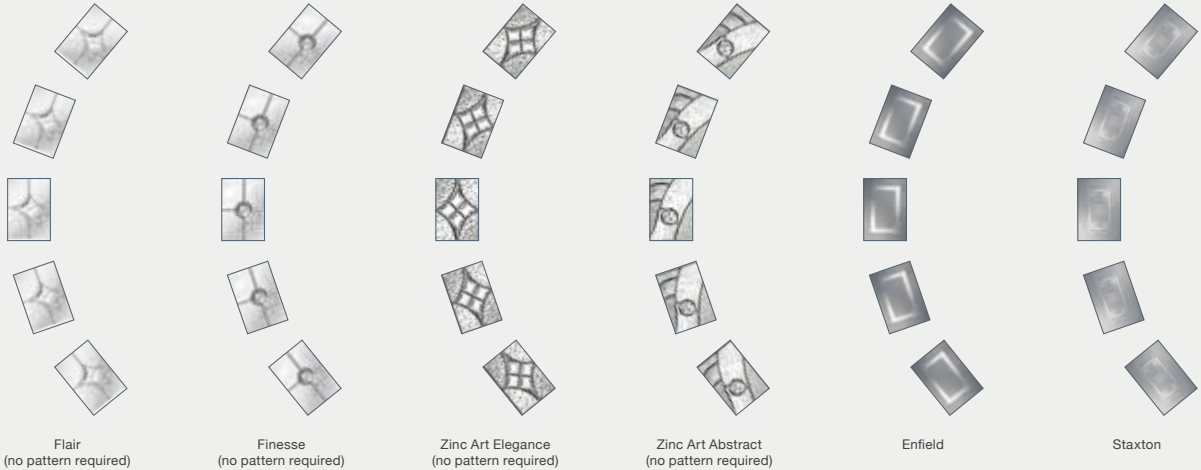 Flair
(no pattern required)
Finesse
(no pattern required)
Zinc Art Elegance
(no pattern required)
Zinc Art Abstract
(no pattern required)
Enfield
Staxton